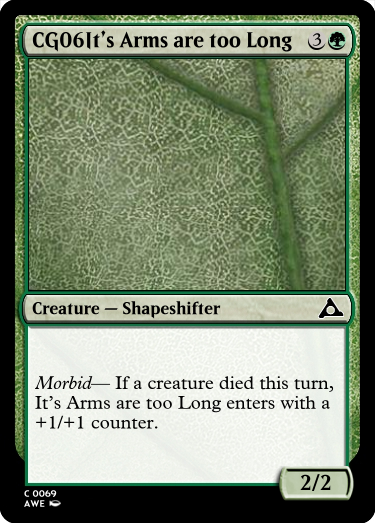 CG06It's Arms are too Long 3
Creature — Shapeshifter
Morbid— If a creature died this turn,
It's Arms are too Long enters with a
+1/+1 counter.
2/2
C 0069
AWE